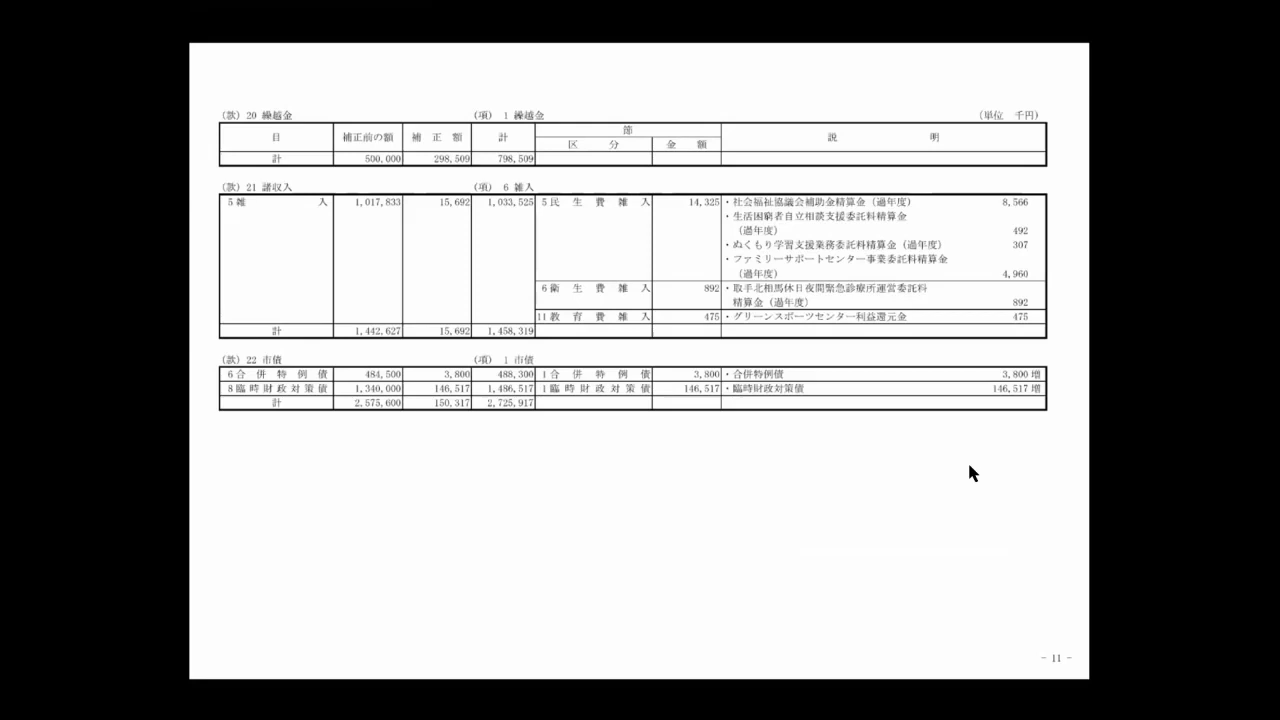 (款) 20 繰越金 (項) 1 繰越金 (単位 千円)
目 補正前の額 補正額 計 節 説明
区分 金額
計 500,000 298,509 798,509
(款) 21 諸収入 (項) 6 雑入
5 雑入 1,017,833 15,692 1,033,525 5 民生費雑入 14,325 ・社会福祉協議会補助金精算金(過年度) 8,566
・生活困窮者自立相談支援委託料精算金
(過年度) 492
・ぬくもり学習支援業務委託料精算金(過年度) 307
・ファミリーサポートセンター事業委託料精算金
(過年度) 4,960
6 衛生費雑入 892 ・取手北相馬休日夜間緊急診療所運営委託料
精算金(過年度) 892
11 教育費雑入 475 ・グリーンスポーツセンター利益還元金 475
計 1,442,627 15,692 1,458,319
(款) 22 市債 (項) 1 市債
6 合併特例債 484,500 3,800 488,300 1 合併特例債 3,800 ・合併特例債 3,800 増
8 臨時財政対策債 1,340,000 146,517 1,486,517 1 臨時財政対策債 146,517 ・臨時財政対策債 146,517 増
計 2,575,600 150,317 2,725,917
- 11 -